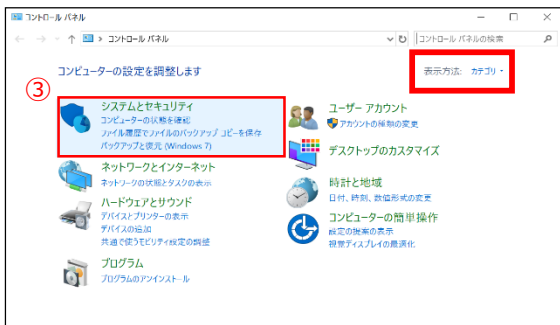 コントロール パネル
コントロール パネル
コントロール パネルの検索
コンピューターの設定を調整します
表示方法: カテゴリ
③
システムとセキュリティ
コンピューターの状態を確認
ファイル履歴でファイルのバックアップ コピーを保存
バックアップと復元 (Windows 7)
ネットワークとインターネット
ネットワークの状態とタスクの表示
ハードウェアとサウンド
デバイスとプリンターの表示
デバイスの追加
共通で使うモビリティ設定の調整
プログラム
プログラムのアンインストール
ユーザー アカウント
アカウントの種類の変更
デスクトップのカスタマイズ
時計と地域
日付、時刻、数値形式の変更
コンピューターの簡単操作
設定の提案の表示
視覚ディスプレイの最適化